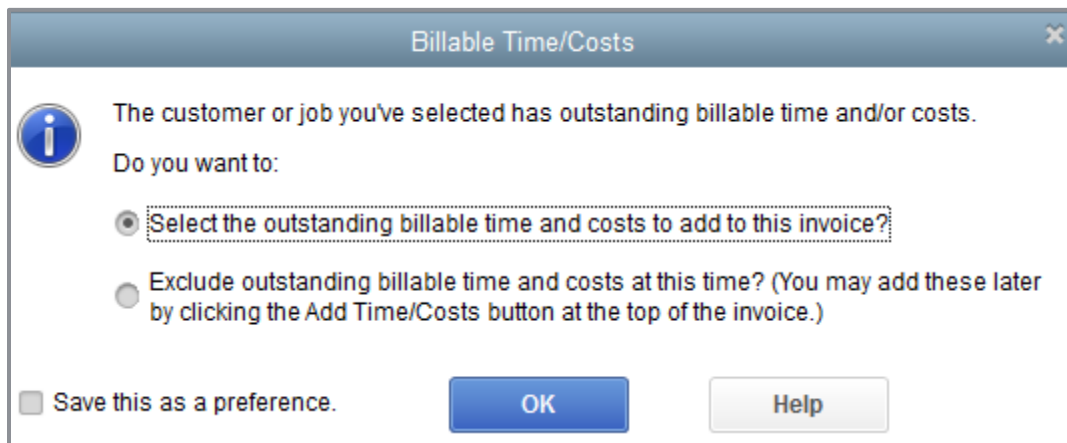 Billable Time/Costs
The customer or job you've selected has outstanding billable time and/or costs.
Do you want to:
Select the outstanding billable time and costs to add to this invoice?
Exclude outstanding billable time and costs at this time? (You may add these later
by clicking the Add Time/Costs button at the top of the invoice.)
Save this as a preference.
OK
Help